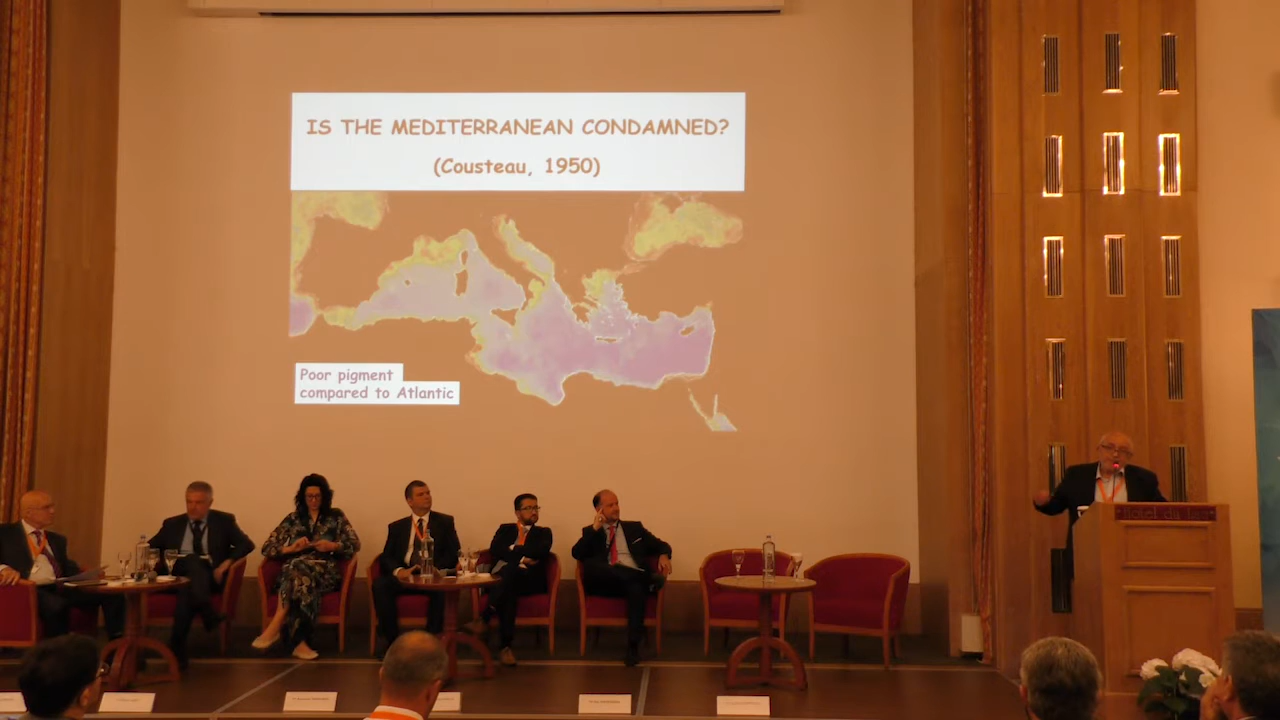 IS THE MEDITERRANEAN CONDAMNED?
(Cousteau, 1950)
Poor pigment
compared to Atlantic